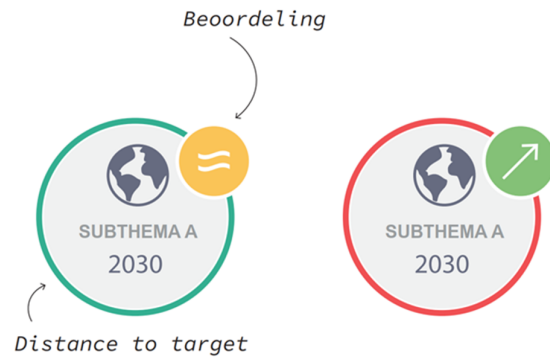 Beoordeling
SUBTHEMA A
2030
SUBTHEMA A
2030
Distance to target